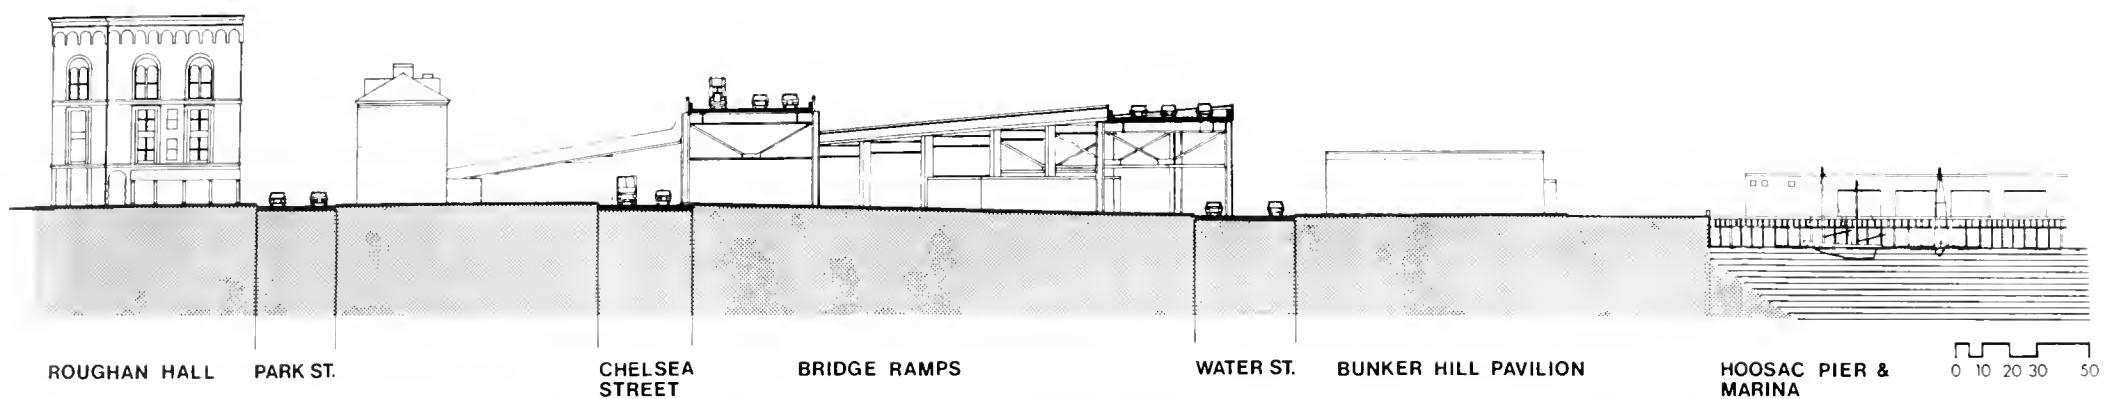 ROUGHAN HALL
PARK ST.
CHELSEA
STREET
BRIDGE RAMPS
WATER ST.
BUNKER HILL PAVILION
HOOSAC PIER &
MARINA
0 10 20 30 50